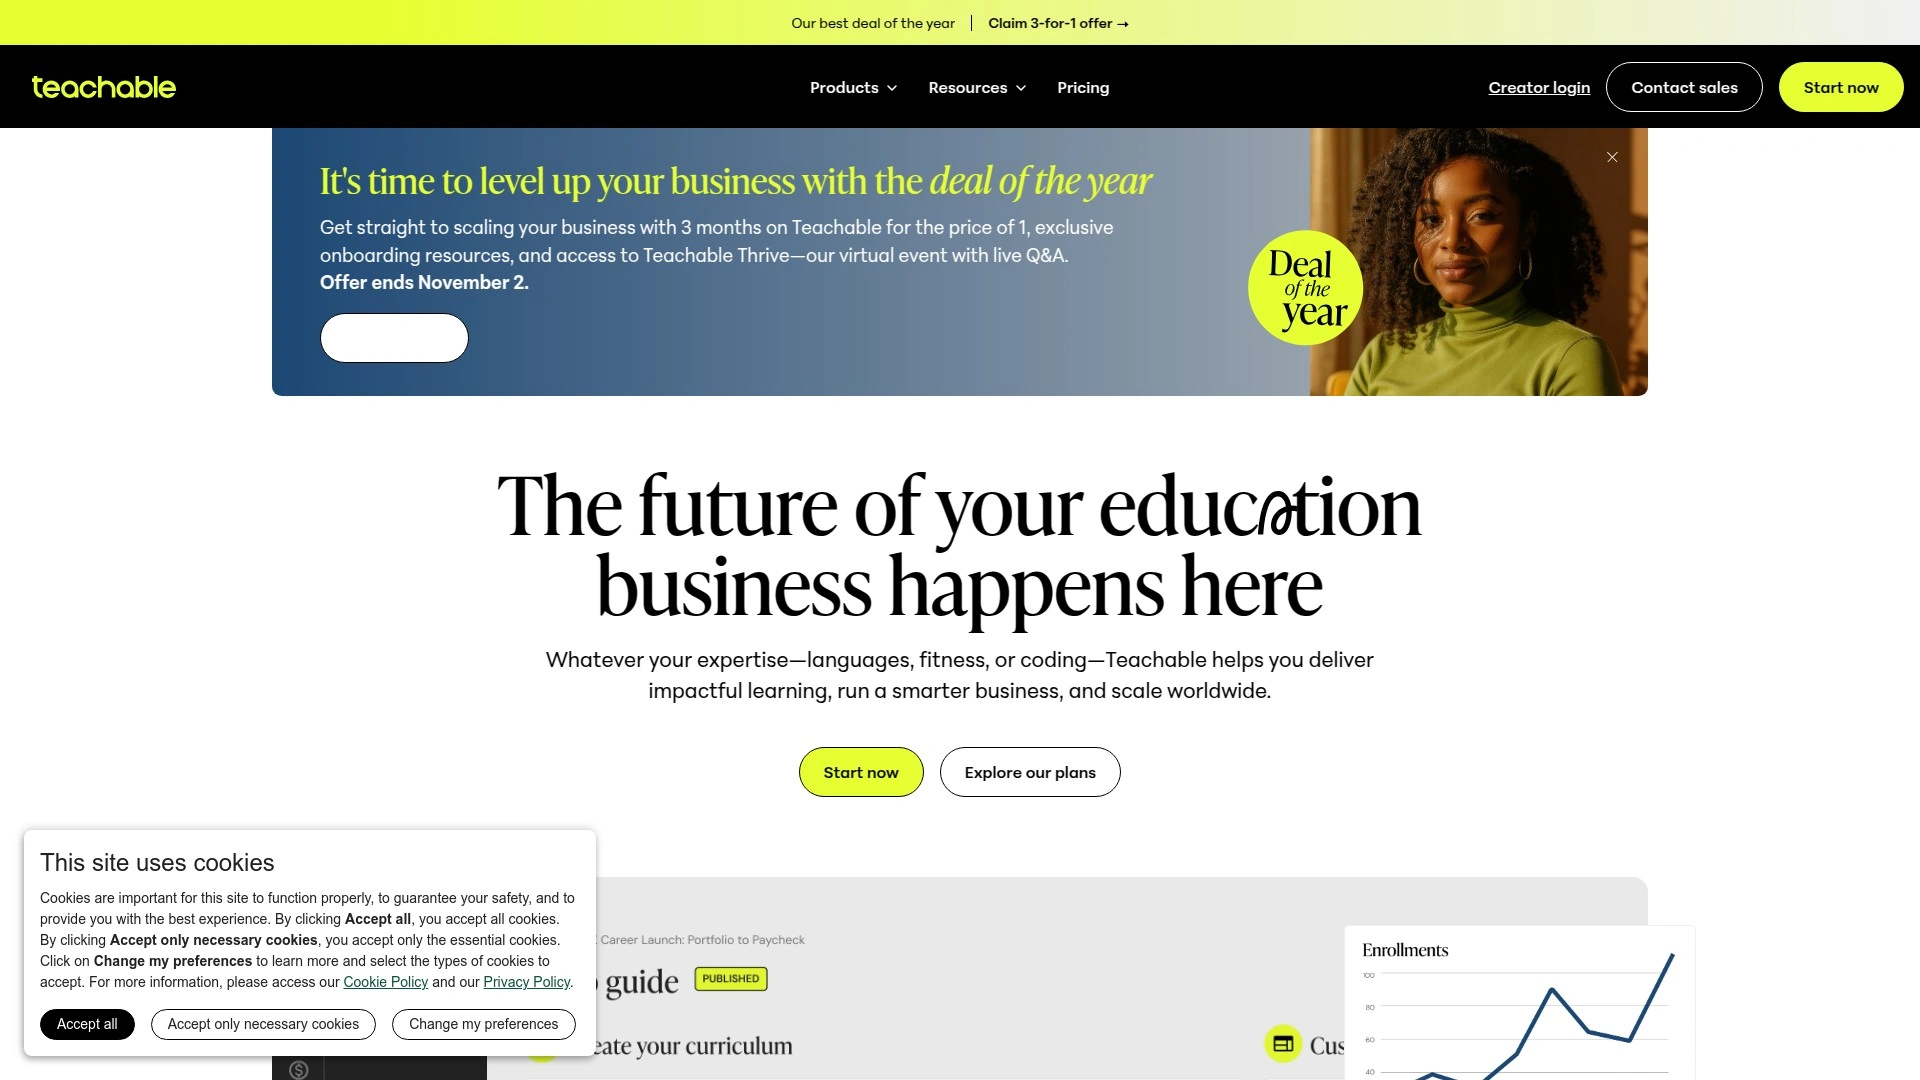 Our best deal of the year
Claim 3-for-1 offer →
teachable
Products
Resources
Pricing
Creator login
Contact sales
Start now
It's time to level up your business with the deal of the year
Get straight to scaling your business with 3 months on Teachable for the price of 1, exclusive
onboarding resources, and access to Teachable Thrive—our virtual event with live Q&A.
Offer ends November 2.
Deal
of the
year
The future of your education
business happens here
Whatever your expertise—languages, fitness, or coding—Teachable helps you deliver
impactful learning, run a smarter business, and scale worldwide.
Start now
Explore our plans
This site uses cookies
Cookies are important for this site to function properly, to guarantee your safety, and to
provide you with the best experience. By clicking Accept all, you accept all cookies.
By clicking Accept only necessary cookies, you accept only the essential cookies.
Click on Change my preferences to learn more and select the types of cookies to
accept. For more information, please access our Cookie Policy and our Privacy Policy.
Accept all
Accept only necessary cookies
Change my preferences
Career Launch: Portfolio to Paycheck
guide
PUBLISHED
your curriculum
Enrollments
100
80
60
40